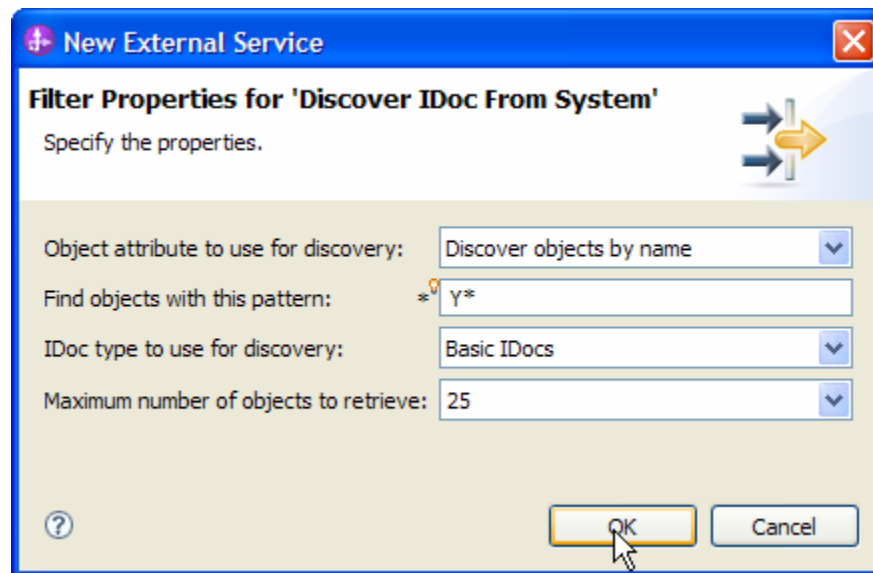 New External Service
Filter Properties for 'Discover IDoc From System'
Specify the properties.
Object attribute to use for discovery: Discover objects by name
Find objects with this pattern: * Y*
IDoc type to use for discovery: Basic IDocs
Maximum number of objects to retrieve: 25
? OK Cancel